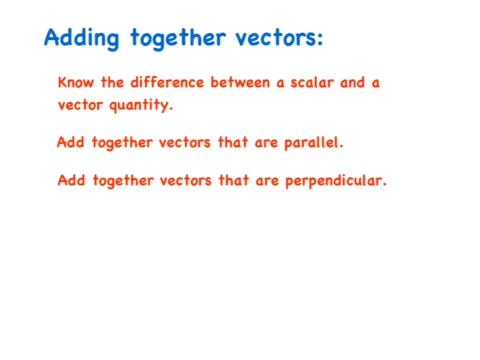 Adding together vectors:
Know the difference between a scalar and a
vector quantity.
Add together vectors that are parallel.
Add together vectors that are perpendicular.